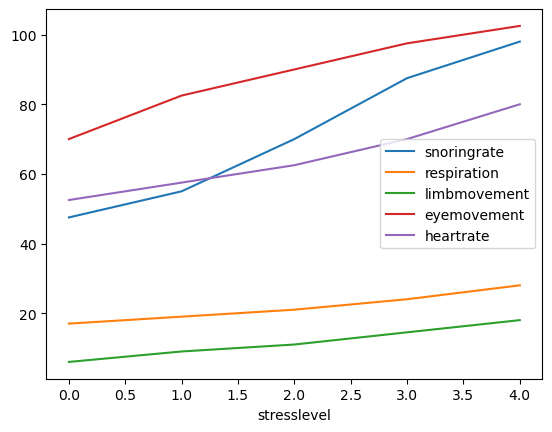 100
80
60
40
20
snoringrate
respiration
limbmovement
eyemovement
heartrate
0.0 0.5 1.0 1.5 2.0 2.5 3.0 3.5 4.0
stresslevel